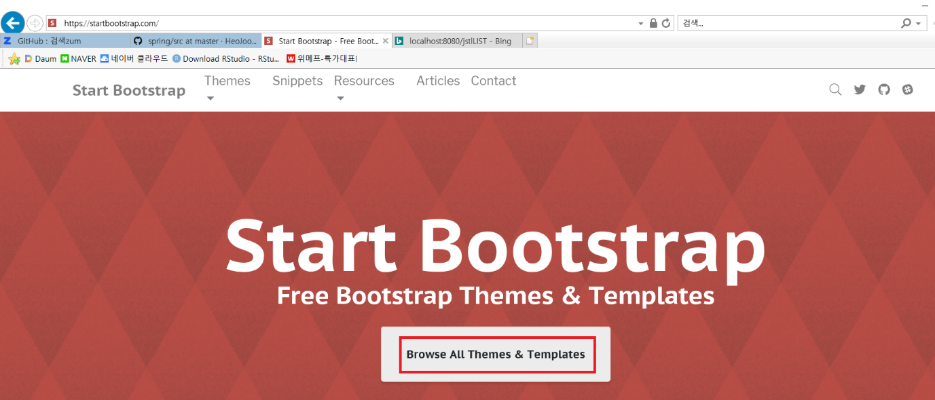 https://startbootstrap.com/
검색...
GitHub : 검색zum
spring/src at master · HeoJoo...
Start Bootstrap - Free Boot...
localhost:8080/jstlLIST - Bing
Daum
NAVER
네이버 클라우드
Download RStudio - RStu...
위메프-특가대표!
Start Bootstrap
Themes
Snippets
Resources
Articles
Contact
Start Bootstrap
Free Bootstrap Themes & Templates
Browse All Themes & Templates